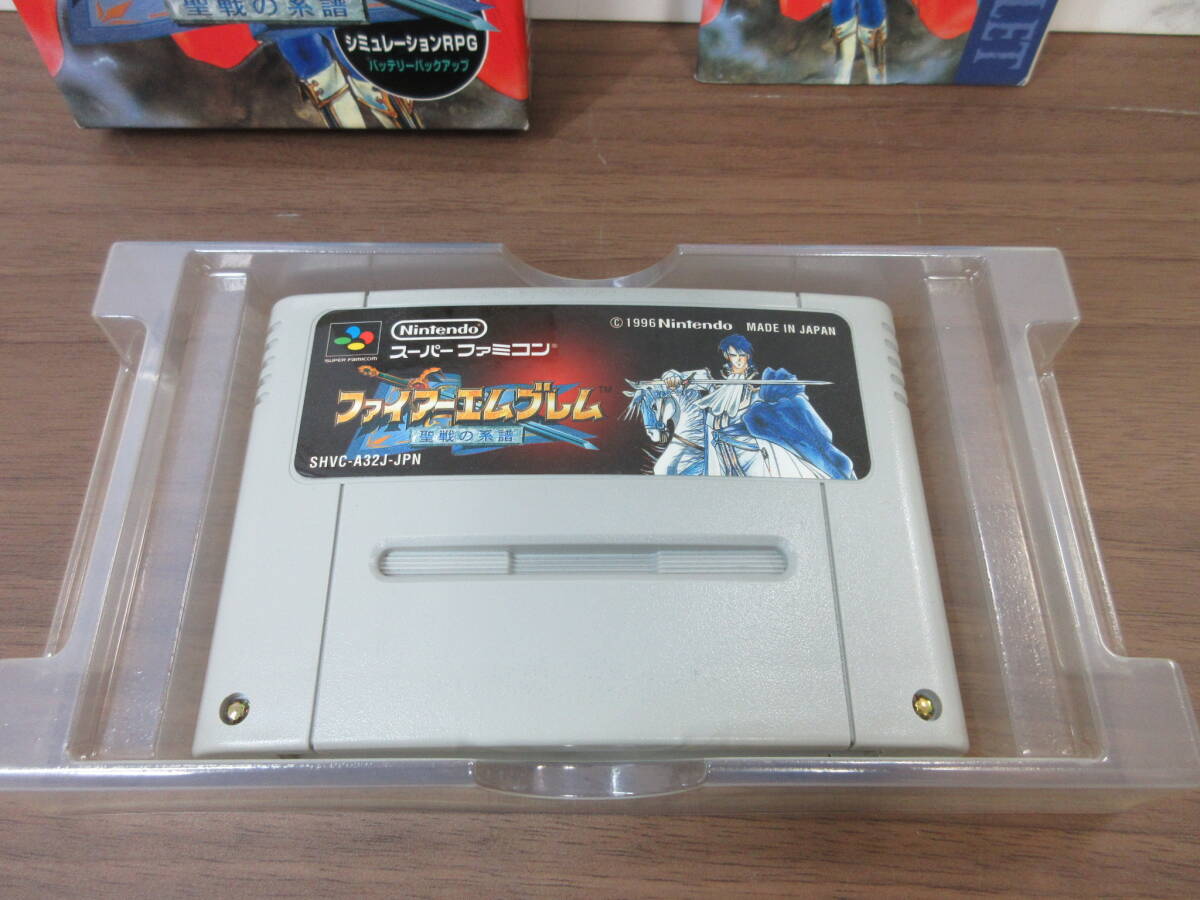 聖戦の系譜
シミュレーションRPG
バッテリーバックアップ
LET
SUPER FAMICOM
Nintendo
スーパー ファミコン®
© 1996 Nintendo MADE IN JAPAN
ファイアーエムブレム™
聖戦の系譜
SHVC-A32J-JPN